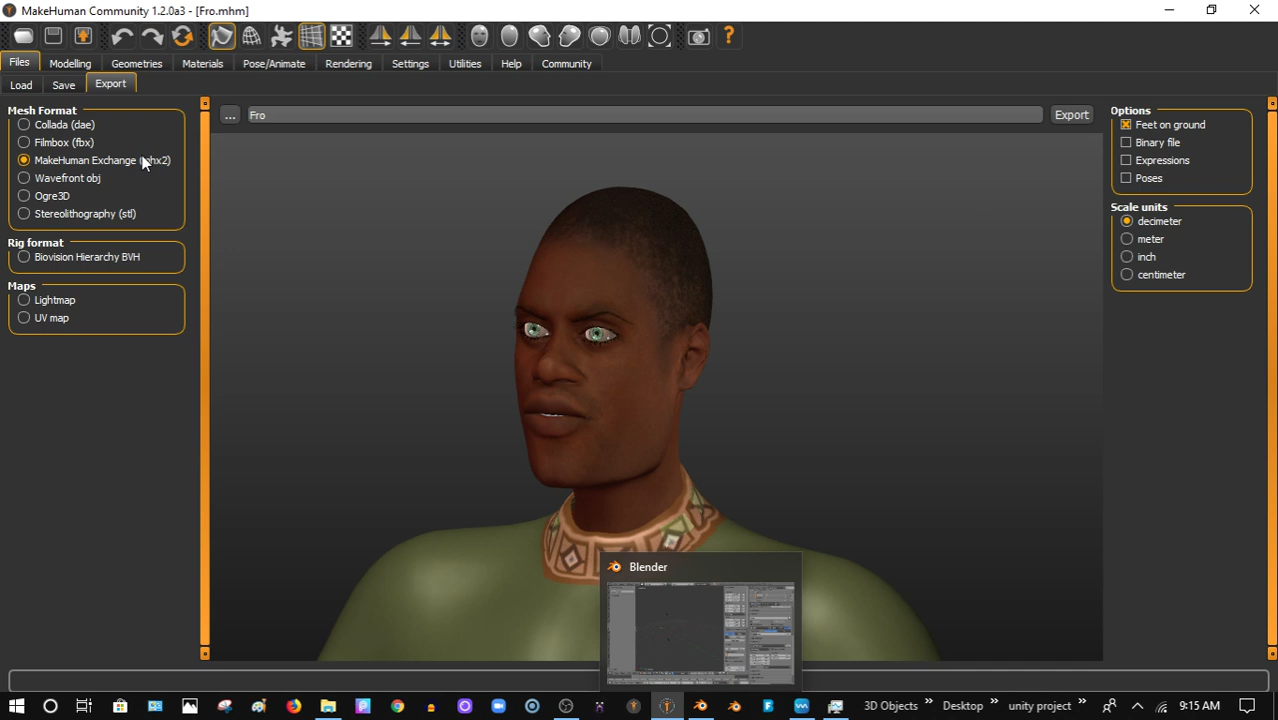 MakeHuman Community 1.2.0a3 - [Fro.mhm]
Files Modelling Geometries Materials Pose/Animate Rendering Settings Utilities Help Community
Load Save Export
Mesh Format
Collada (dae)
Filmbox (fbx)
MakeHuman Exchange (mhx2)
Wavefront obj
Ogre3D
Stereolithography (stl)
Rig format
Biovision Hierarchy BVH
Maps
Lightmap
UV map
... Fro Export
Options
Feet on ground
Binary file
Expressions
Poses
Scale units
decimeter
meter
inch
centimeter
Blender
3D Objects » Desktop » unity project » 9:15 AM